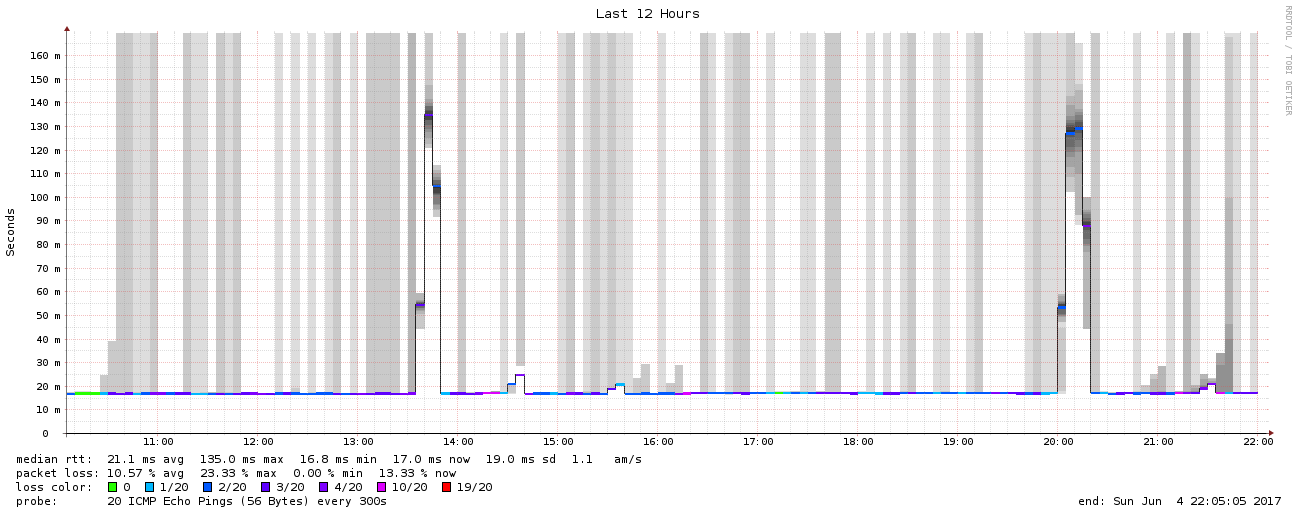 Last 12 Hours
RRDTOOL / TOBI OETIKER
Seconds
160 m
150 m
140 m
130 m
120 m
110 m
100 m
90 m
80 m
70 m
60 m
50 m
40 m
30 m
20 m
10 m
0
11:00 12:00 13:00 14:00 15:00 16:00 17:00 18:00 19:00 20:00 21:00 22:00
median rtt: 21.1 ms avg 135.0 ms max 16.8 ms min 17.0 ms now 19.0 ms sd 1.1 am/s
packet loss: 10.57 % avg 23.33 % max 0.00 % min 13.33 % now
loss color: 0 1/20 2/20 3/20 4/20 10/20 19/20
probe: 20 ICMP Echo Pings (56 Bytes) every 300s end: Sun Jun 4 22:05:05 2017